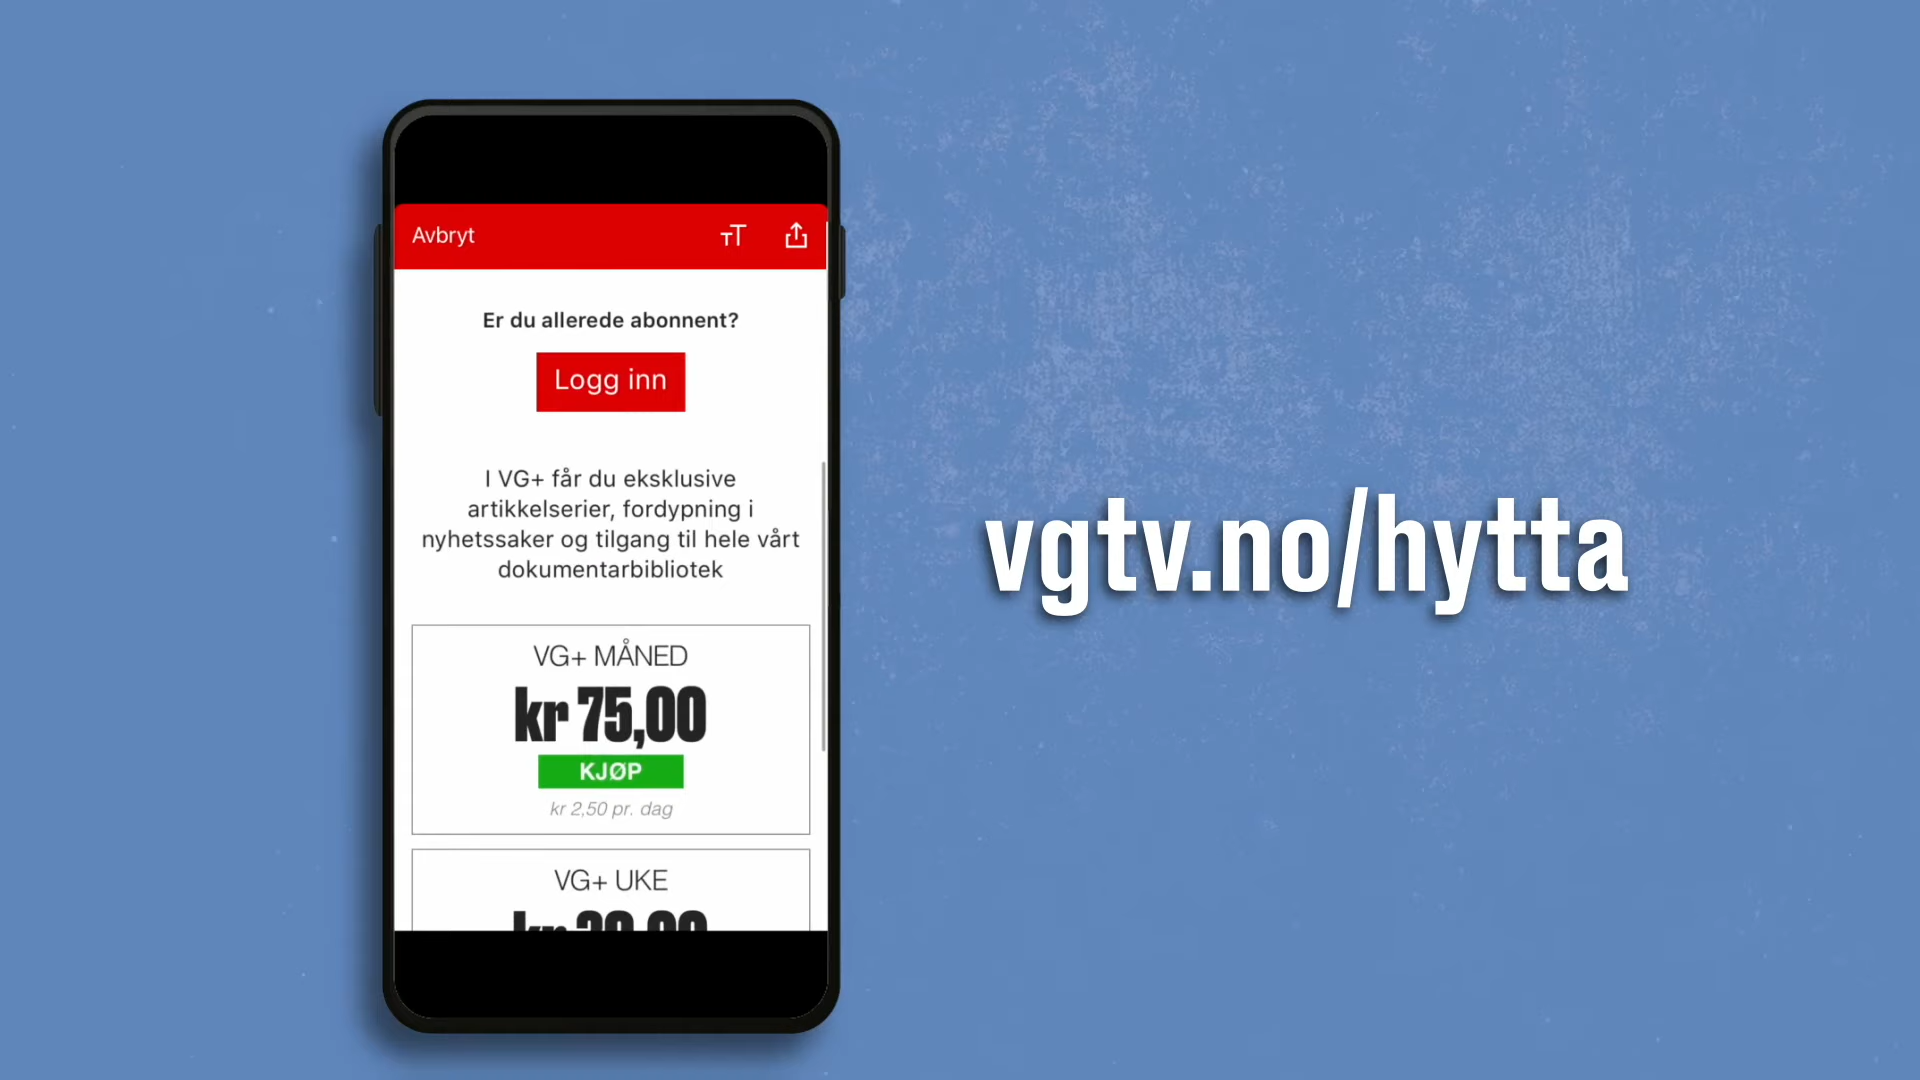 Avbryt
Er du allerede abonnent?
Logg inn
I VG+ får du eksklusive
artikkelserier, fordypning i
nyhetssaker og tilgang til hele vårt
dokumentarbibliotek
VG+ MÅNED
kr 75,00
KJØP
kr 2,50 pr. dag
VG+ UKE
vgtv.no/hytta